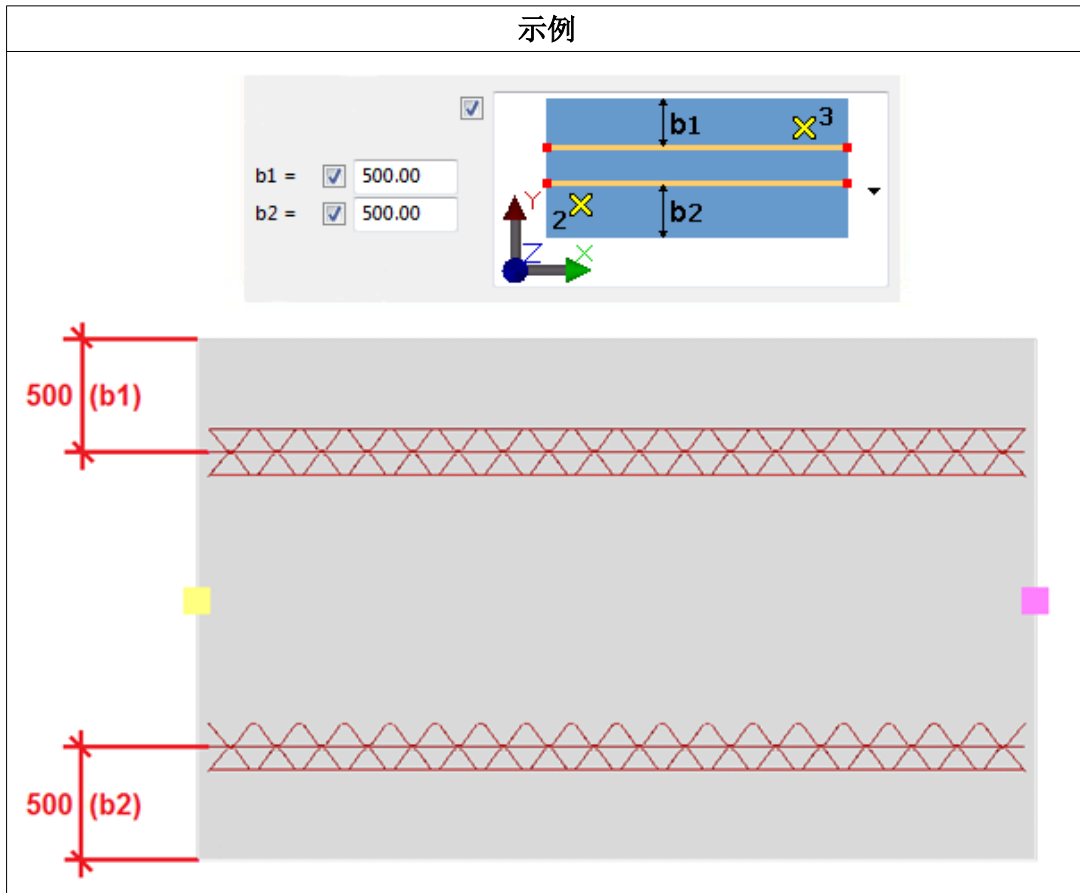 示例
b1
3
b1 = 500.00
b2 = 500.00
Y
2
b2
Z
X
500 (b1)
500 (b2)